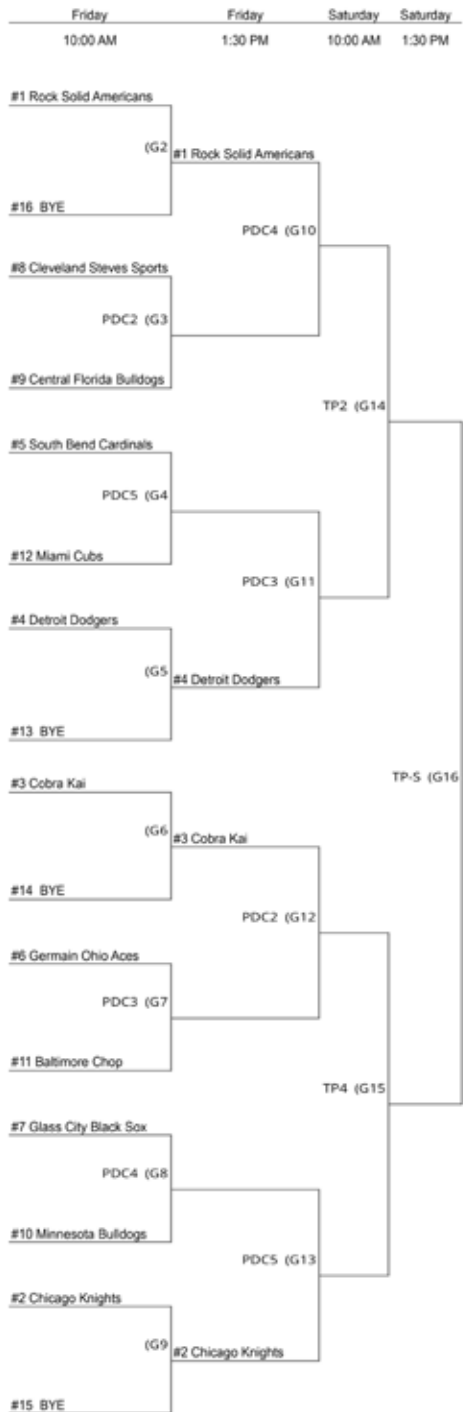 Friday Friday Saturday Saturday
10:00 AM 1:30 PM 10:00 AM 1:30 PM
#1 Rock Solid Americans
(G2
#1 Rock Solid Americans
#16 BYE
PDC4 (G10
#8 Cleveland Steves Sports
PDC2 (G3
#9 Central Florida Bulldogs
TP2 (G14
#5 South Bend Cardinals
PDC5 (G4
#12 Miami Cubs
PDC3 (G11
#4 Detroit Dodgers
(G5
#4 Detroit Dodgers
#13 BYE
TP-S (G16
#3 Cobra Kai
(G6
#3 Cobra Kai
#14 BYE
PDC2 (G12
#6 Germain Ohio Aces
PDC3 (G7
#11 Baltimore Chop
TP4 (G15
#7 Glass City Black Sox
PDC4 (G8
#10 Minnesota Bulldogs
PDC5 (G13
#2 Chicago Knights
(G9
#2 Chicago Knights
#15 BYE